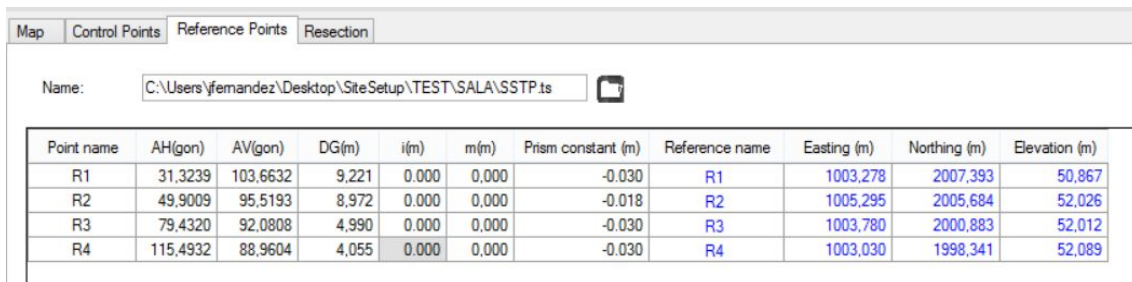 Map Control Points Reference Points Resection
Name: C:\Users\jfernandez\Desktop\SiteSetup\TEST\SALA\SSTP.ts
Point name AH(gon) AV(gon) DG(m) i(m) m(m) Prism constant (m) Reference name Easting (m) Northing (m) Elevation (m)
R1 31,3239 103,6632 9,221 0.000 0,000 -0.030 R1 1003,278 2007,393 50,867
R2 49,9009 95,5193 8,972 0.000 0,000 -0.018 R2 1005,295 2005,684 52,026
R3 79,4320 92,0808 4,990 0.000 0,000 -0.030 R3 1003,780 2000,883 52,012
R4 115,4932 88,9604 4,055 0.000 0,000 -0.030 R4 1003,030 1998,341 52,089